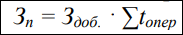 Зп = Здоб. · ∑tопер